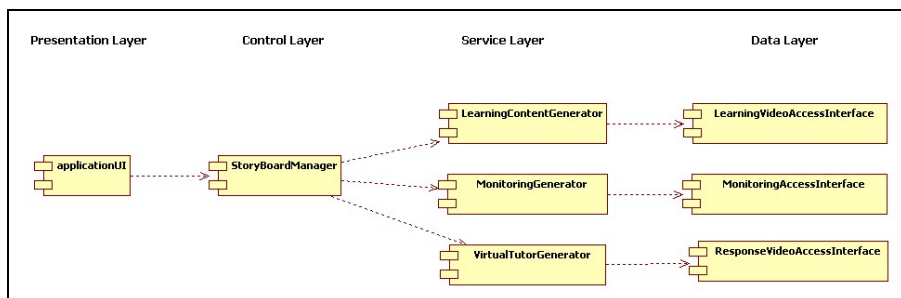 Presentation Layer Control Layer Service Layer Data Layer
LearningContentGenerator LearningVideoAccessInterface
applicationUI StoryBoardManager
MonitoringGenerator MonitoringAccessInterface
VirtualTutorGenerator ResponseVideoAccessInterface